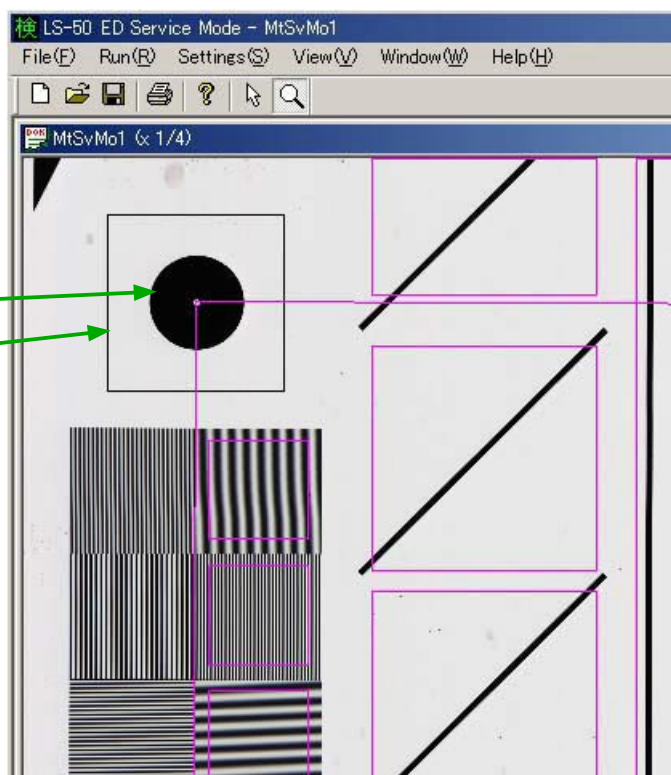 検 LS-50 ED Service Mode - MtSvMo1
File(F) Run(R) Settings(S) View(V) Window(W) Help(H)
MtSvMo1 (x 1/4)